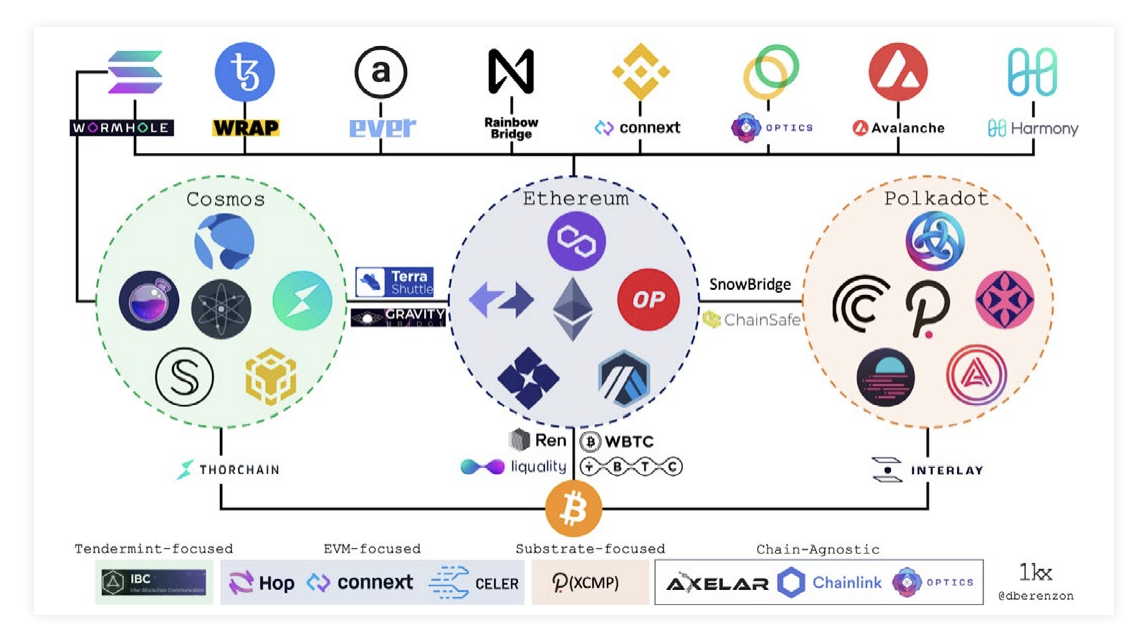 WORMHOLE
WRAP
ever
Rainbow
Bridge
connext
OPTICS
Avalanche
Harmony
Cosmos
Ethereum
Polkadot
Terra
Shuttle
GRAVITY
BRIDGE
OP
SnowBridge
ChainSafe
THORCHAIN
Ren
WBTC
liquality
TBTC
INTERLAY
Tendermint-focused
EVM-focused
Substrate-focused
Chain-Agnostic
IBC
Inter-Blockchain Communication
Hop
connext
CELER
(XCMP)
AXELAR
Chainlink
OPTICS
1kx
@dberenzon